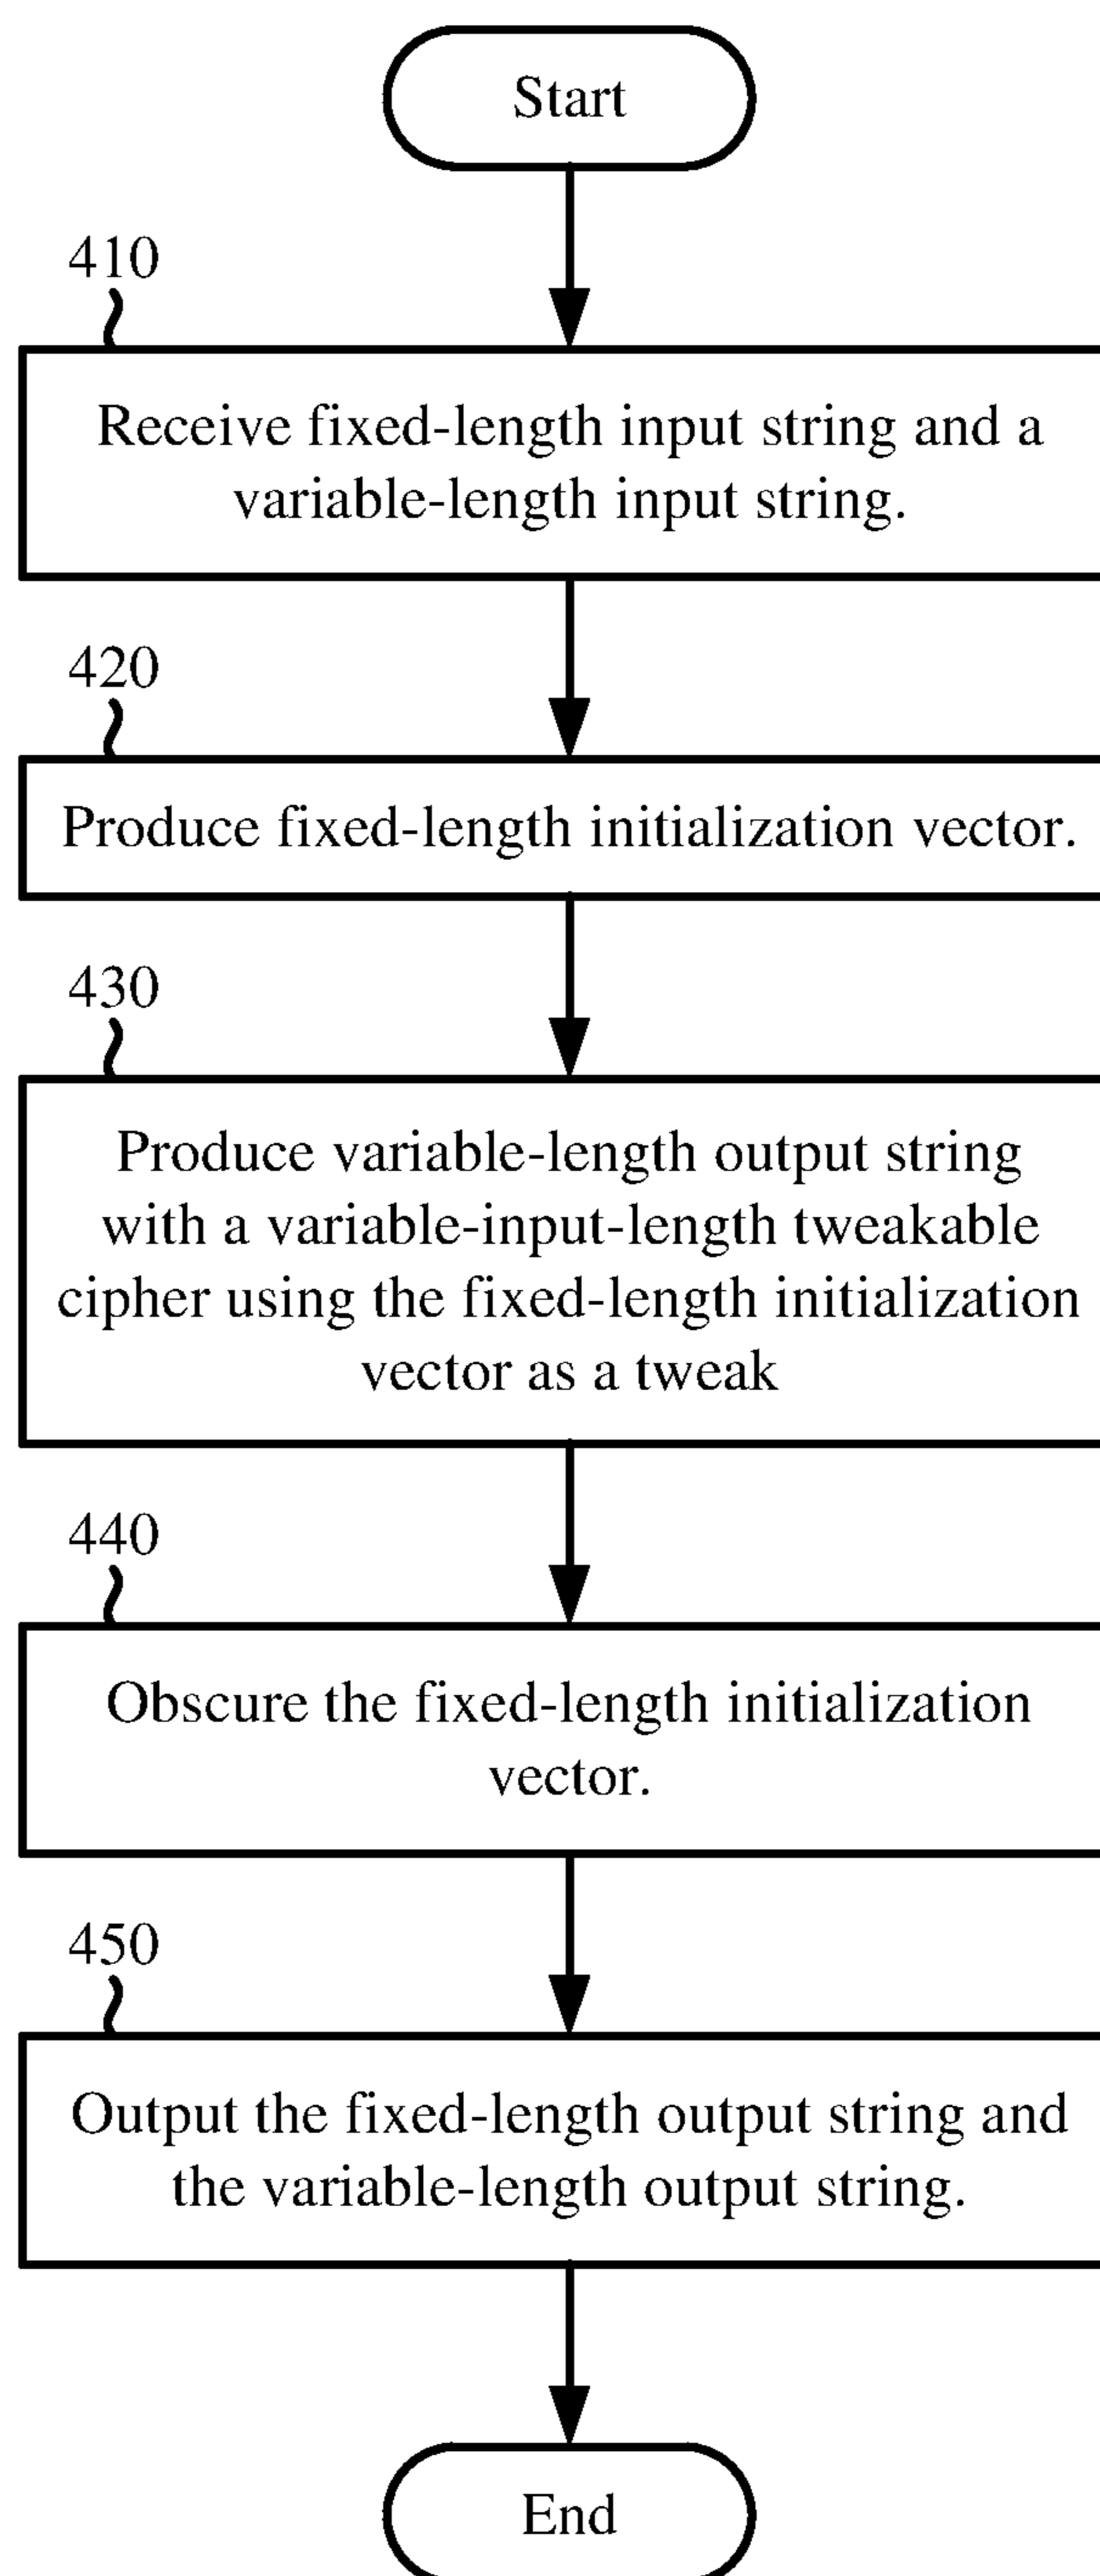 Start
410
Receive fixed-length input string and a
variable-length input string.
420
Produce fixed-length initialization vector.
430
Produce variable-length output string
with a variable-input-length tweakable
cipher using the fixed-length initialization
vector as a tweak
440
Obscure the fixed-length initialization
vector.
450
Output the fixed-length output string and
the variable-length output string.
End